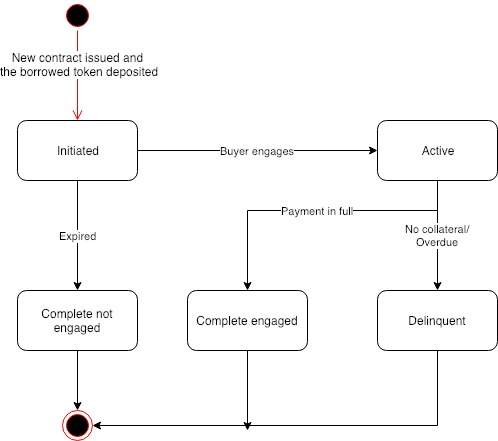 New contract issued and
the borrowed token deposited
Initiated
Buyer engages
Active
Payment in full
No collateral/
Overdue
Expired
Complete not
engaged
Complete engaged
Delinquent